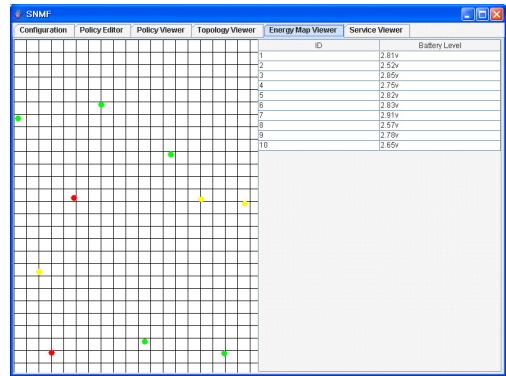 SNMF
Configuration Policy Editor Policy Viewer Topology Viewer Energy Map Viewer Service Viewer
ID Battery Level
1 2.81v
2 2.52v
3 2.85v
4 2.75v
5 2.82v
6 2.83v
7 2.91v
8 2.57v
9 2.78v
10 2.65v